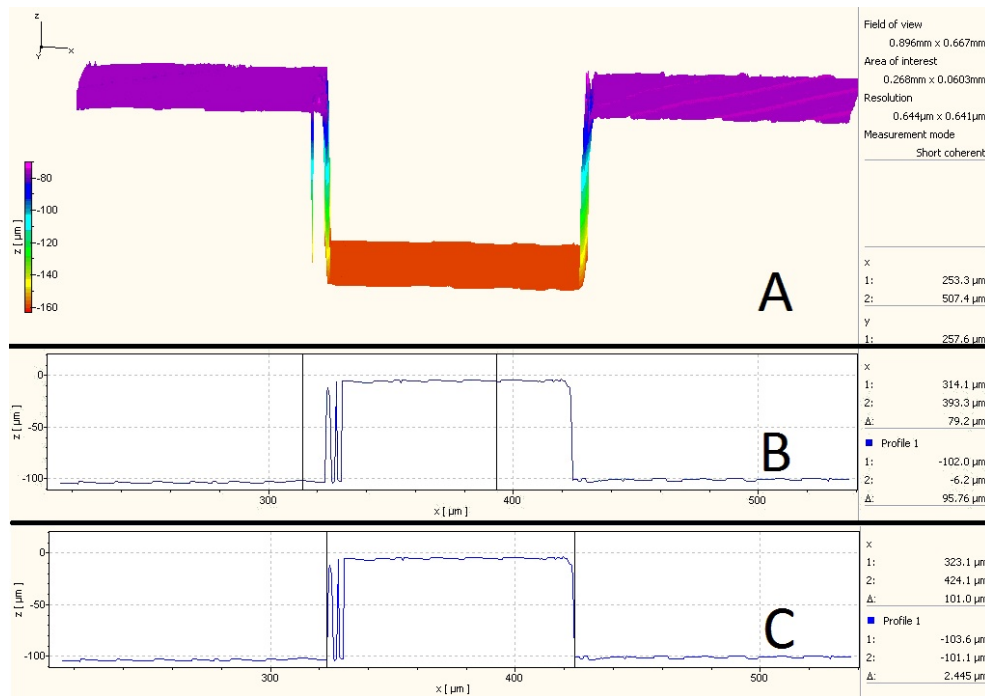 z
Y
x
Field of view
0.896mm x 0.667mm
Area of interest
0.268mm x 0.0603mm
Resolution
0.644µm x 0.641µm
Measurement mode
Short coherent
z [ µm ]
-80
-100
-120
-140
-160
A
x
1: 253.3 µm
2: 507.4 µm
y
1: 257.6 µm
z [ µm ]
0
-50
-100
300
400
500
x [ µm ]
B
x
1: 314.1 µm
2: 393.3 µm
Δ: 79.2 µm
Profile 1
1: -102.0 µm
2: -6.2 µm
Δ: 95.76 µm
z [ µm ]
0
-50
-100
300
400
500
x [ µm ]
C
x
1: 323.1 µm
2: 424.1 µm
Δ: 101.0 µm
Profile 1
1: -103.6 µm
2: -101.1 µm
Δ: 2.445 µm